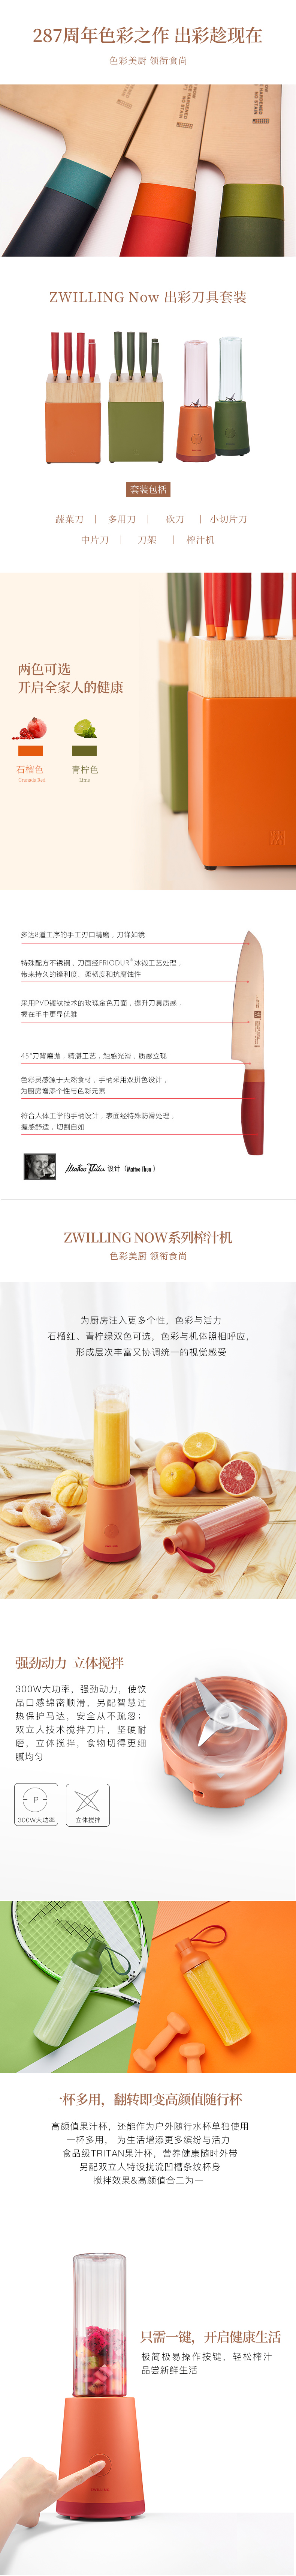 287周年色彩之作 出彩趁现在
色彩美厨 领衔食尚
ZWILLING Now 出彩刀具套装
套装包括
蔬菜刀 | 多用刀 | 砍刀 | 小切片刀
中片刀 | 刀架 | 榨汁机
两色可选
开启全家人的健康
石榴色
青柠色
Lime
多达8道工序的手工刃口精磨，刀锋如镜
特殊配方不锈钢，刀面经FRIODUR®冰锻工艺处理，
带来持久的锋利度、柔韧度和抗腐蚀性
采用PVD镀钛技术的玫瑰金色刀面，提升刀具质感，
握在手中更显优雅
45°刀背磨抛，精湛工艺，触感光滑，质感立现
色彩灵感源于天然食材，手柄采用双拼色设计，
为厨房增添个性与色彩元素
符合人体工学的手柄设计，表面经特殊防滑处理，
握感舒适，切割自如
Matteo Thun 设计（Matteo Thun）
ZWILLING NOW系列榨汁机
色彩美厨 领衔食尚
为厨房注入更多个性，色彩与活力
石榴红、青柠绿双色可选，色彩与机体照相呼应，
形成层次丰富又协调统一的视觉感受
强劲动力 立体搅拌
300W大功率，强劲动力，使饮
品口感绵密顺滑，另配智慧过
热保护马达，安全从不疏忽；
双立人技术搅拌刀片，坚硬耐
磨，立体搅拌，食物切得更细
腻均匀
P
300W大功率
立体搅拌
一杯多用，翻转即变高颜值随行杯
高颜值果汁杯，还能作为户外随行水杯单独使用
一杯多用， 为生活增添更多缤纷与活力
食品级TRITAN果汁杯，营养健康随时外带
另配双立人特设扰流凹槽条纹杯身
搅拌效果&高颜值合二为一
只需一键，开启健康生活
极简极易操作按键，轻松榨汁
品尝新鲜生活